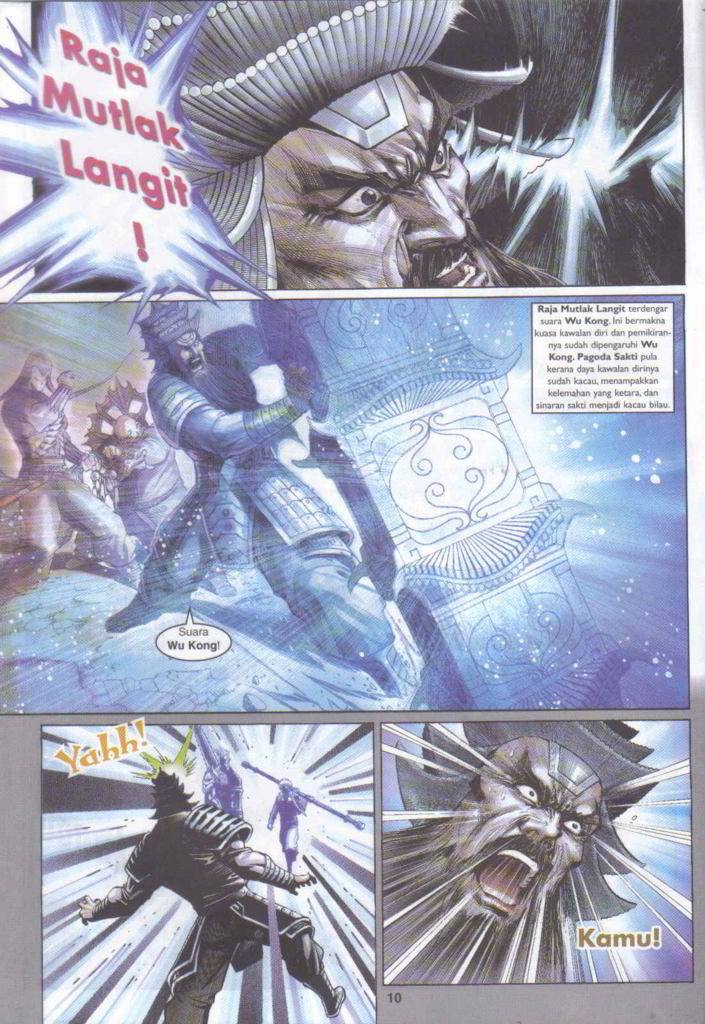 Raja
Mutlak
Langit
!
Raja Mutlak Langit terdengar
suara Wu Kong. Ini bermakna
kuasa kawalan diri dan pemikiran-
nya sudah dipengaruhi Wu
Kong. Pagoda Sakti pula
kerana daya kawalan dirinya
sudah kacau, menampakkan
kelemahan yang ketara, dan
sinaran sakti menjadi kacau bilau.
Suara
Wu Kong!
Yahh!
Kamu!
10